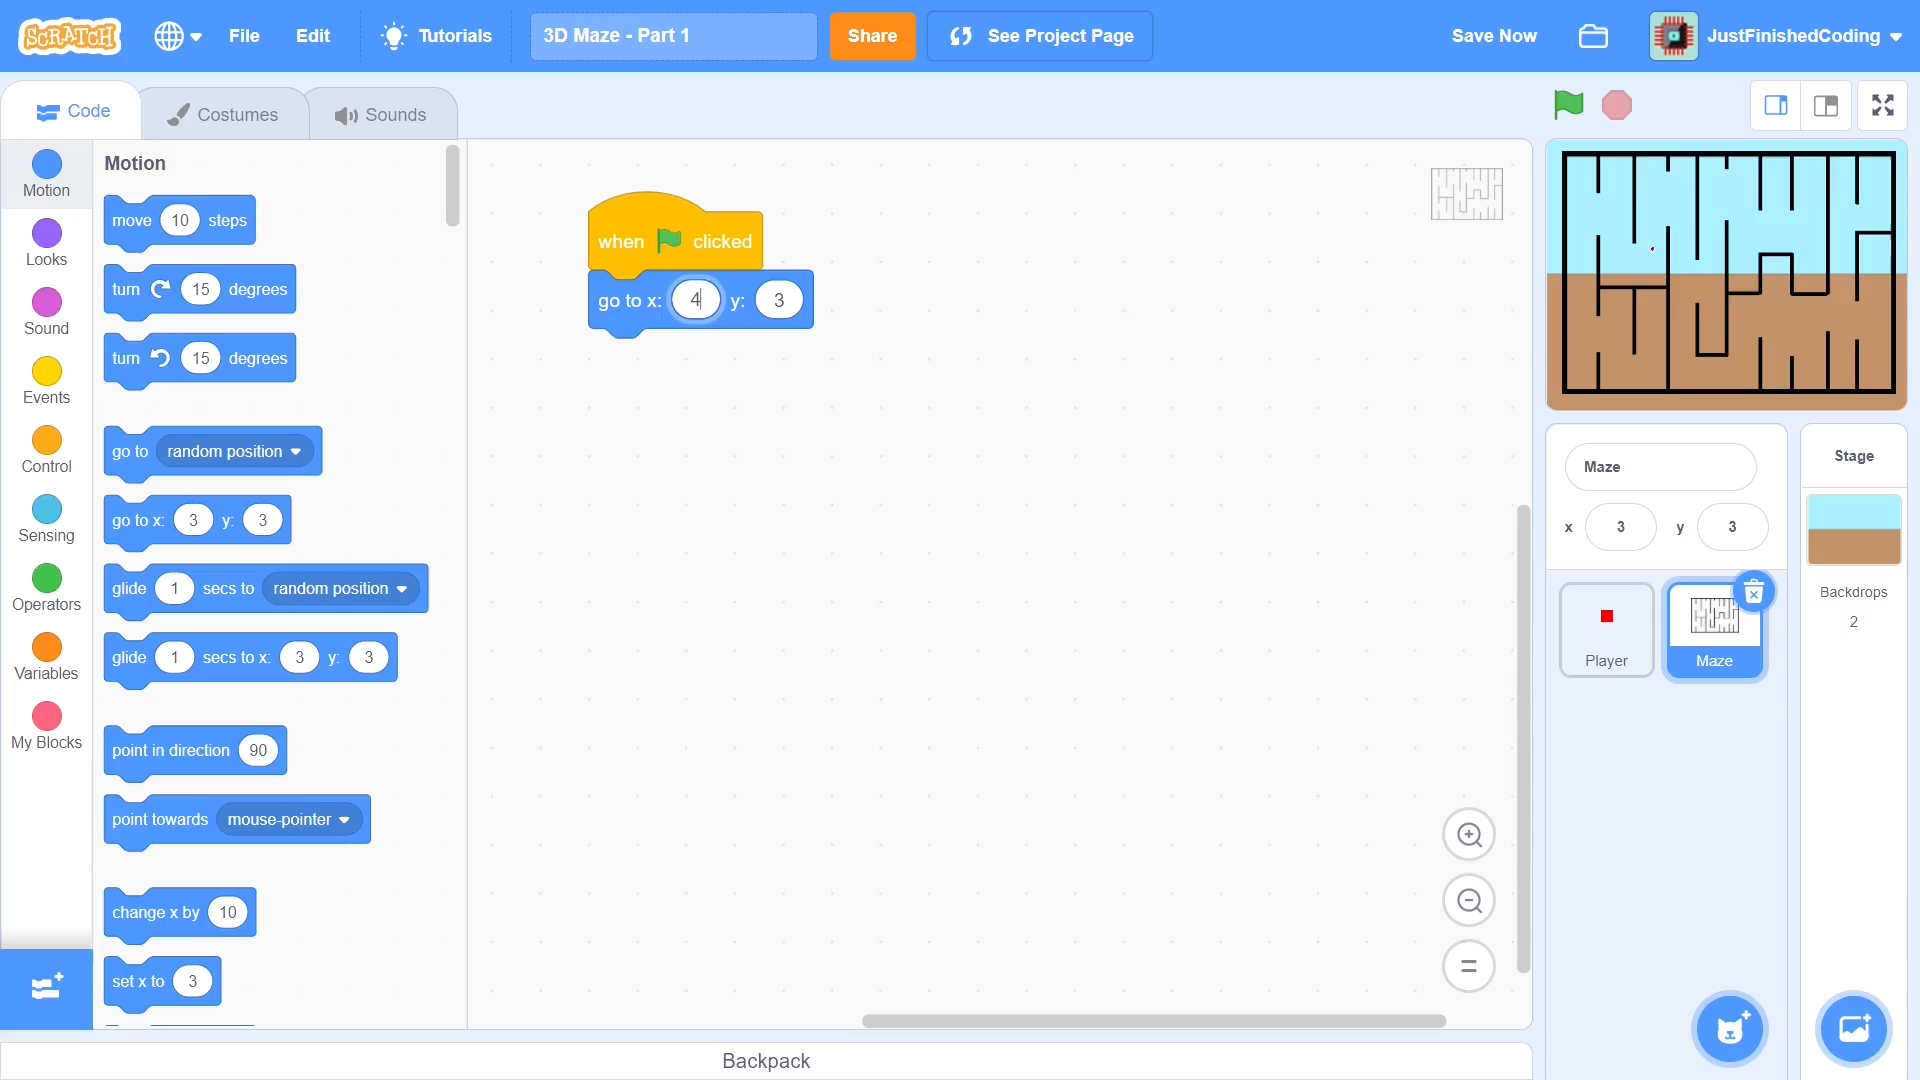 SCRATCH File Edit Tutorials 3D Maze - Part 1 Share See Project Page Save Now JustFinishedCoding
Code Costumes Sounds
Motion
Looks
Sound
Events
Control
Sensing
Operators
Variables
My Blocks
Motion
move 10 steps
turn 15 degrees
turn 15 degrees
go to random position
go to x: 3 y: 3
glide 1 secs to random position
glide 1 secs to x: 3 y: 3
point in direction 90
point towards mouse-pointer
change x by 10
set x to 3
when clicked
go to x: 4 y: 3
Maze
x 3 y 3
Player
Maze
Stage
Backdrops
2
Backpack